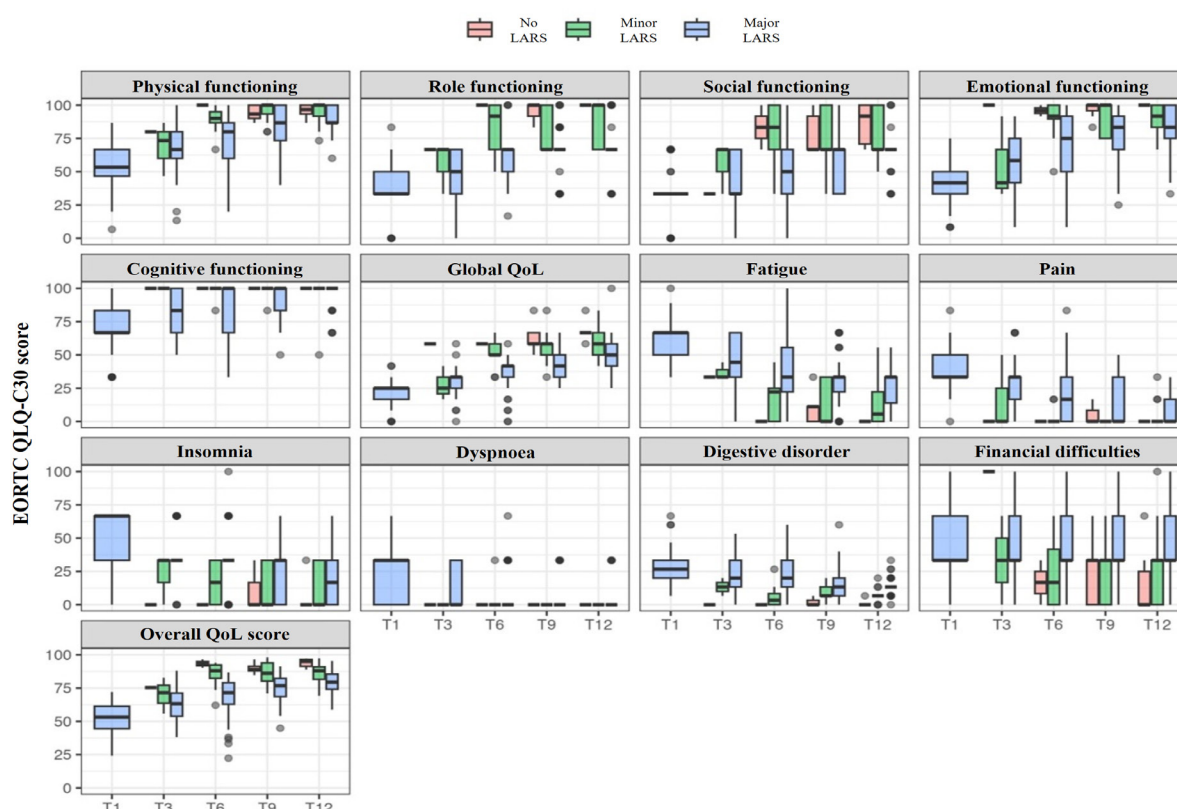 No LARS
Minor LARS
Major LARS
EORTC QLQ-C30 score
Physical functioning
Role functioning
Social functioning
Emotional functioning
100
75
50
25
0
Cognitive functioning
Global QoL
Fatigue
Pain
100
75
50
25
0
Insomnia
Dyspnoea
Digestive disorder
Financial difficulties
100
75
50
25
0
T1 T3 T6 T9 T12
T1 T3 T6 T9 T12
T1 T3 T6 T9 T12
Overall QoL score
100
75
50
25
0
T1 T3 T6 T9 T12